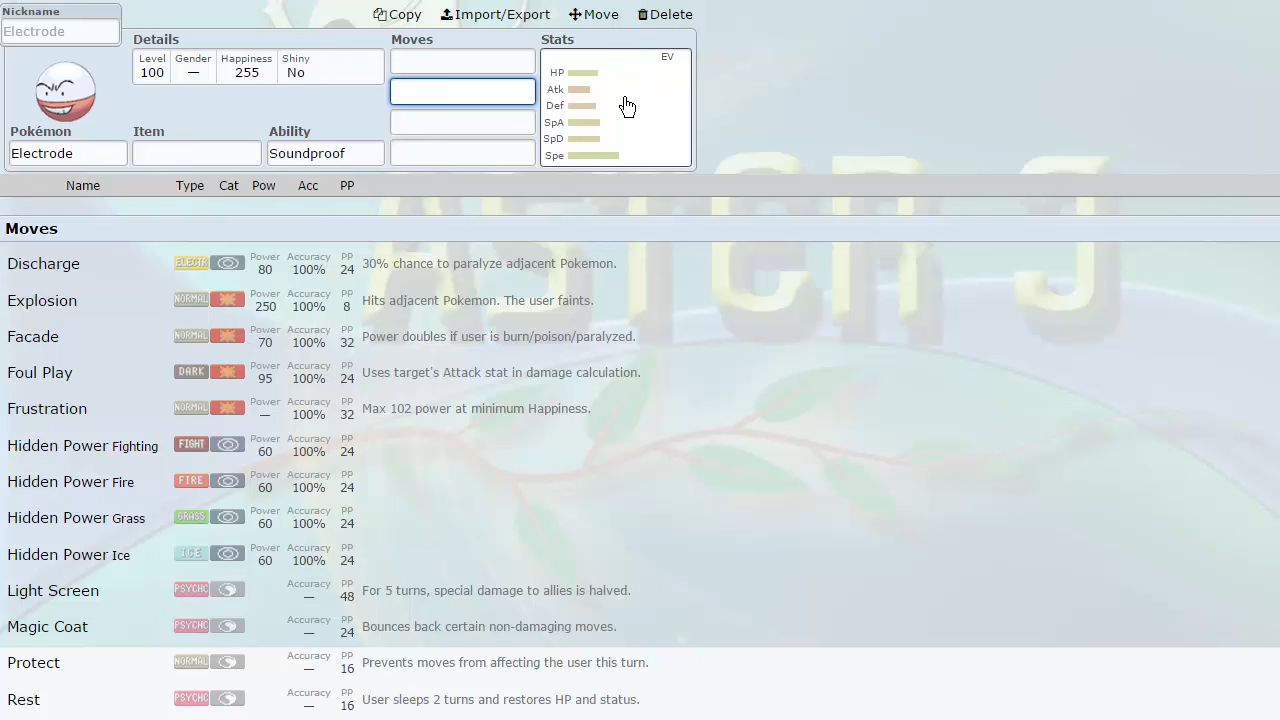 Nickname
Electrode
Copy Import/Export Move Delete
Details Moves Stats
Level Gender Happiness Shiny
100 — 255 No
EV
HP
Atk
Def
SpA
SpD
Spe
Pokémon Item Ability
Electrode Soundproof
Name Type Cat Pow Acc PP
Moves
Discharge ELECTR Power 80 Accuracy 100% PP 24 30% chance to paralyze adjacent Pokemon.
Explosion NORMAL Power 250 Accuracy 100% PP 8 Hits adjacent Pokemon. The user faints.
Facade NORMAL Power 70 Accuracy 100% PP 32 Power doubles if user is burn/poison/paralyzed.
Foul Play DARK Power 95 Accuracy 100% PP 24 Uses target's Attack stat in damage calculation.
Frustration NORMAL Power — Accuracy 100% PP 32 Max 102 power at minimum Happiness.
Hidden Power Fighting FIGHT Power 60 Accuracy 100% PP 24
Hidden Power Fire FIRE Power 60 Accuracy 100% PP 24
Hidden Power Grass GRASS Power 60 Accuracy 100% PP 24
Hidden Power Ice ICE Power 60 Accuracy 100% PP 24
Light Screen PSYCHC Accuracy — PP 48 For 5 turns, special damage to allies is halved.
Magic Coat PSYCHC Accuracy — PP 24 Bounces back certain non-damaging moves.
Protect NORMAL Accuracy — PP 16 Prevents moves from affecting the user this turn.
Rest PSYCHC Accuracy — PP 16 User sleeps 2 turns and restores HP and status.
ASTER J